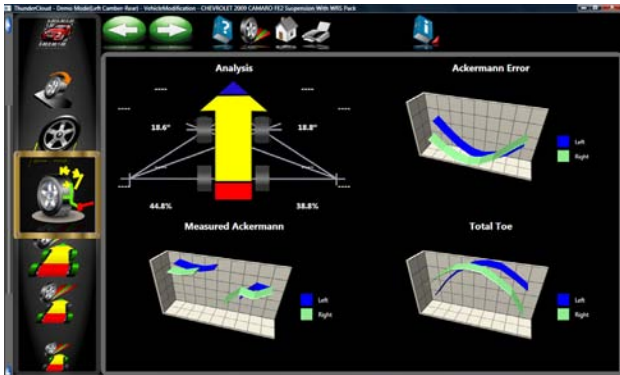 ThunderCloud - Demo Mode(Left Camber-Rear) - VehicleModification - CHEVROLET 2009 CAMARO FE2 Suspension With WRS Pack
Analysis
Ackermann Error
----
----
----
----
18.6°
18.8°
Left
Right
----
----
----
----
44.8%
38.8%
Measured Ackermann
Total Toe
Left
Right
Left
Right